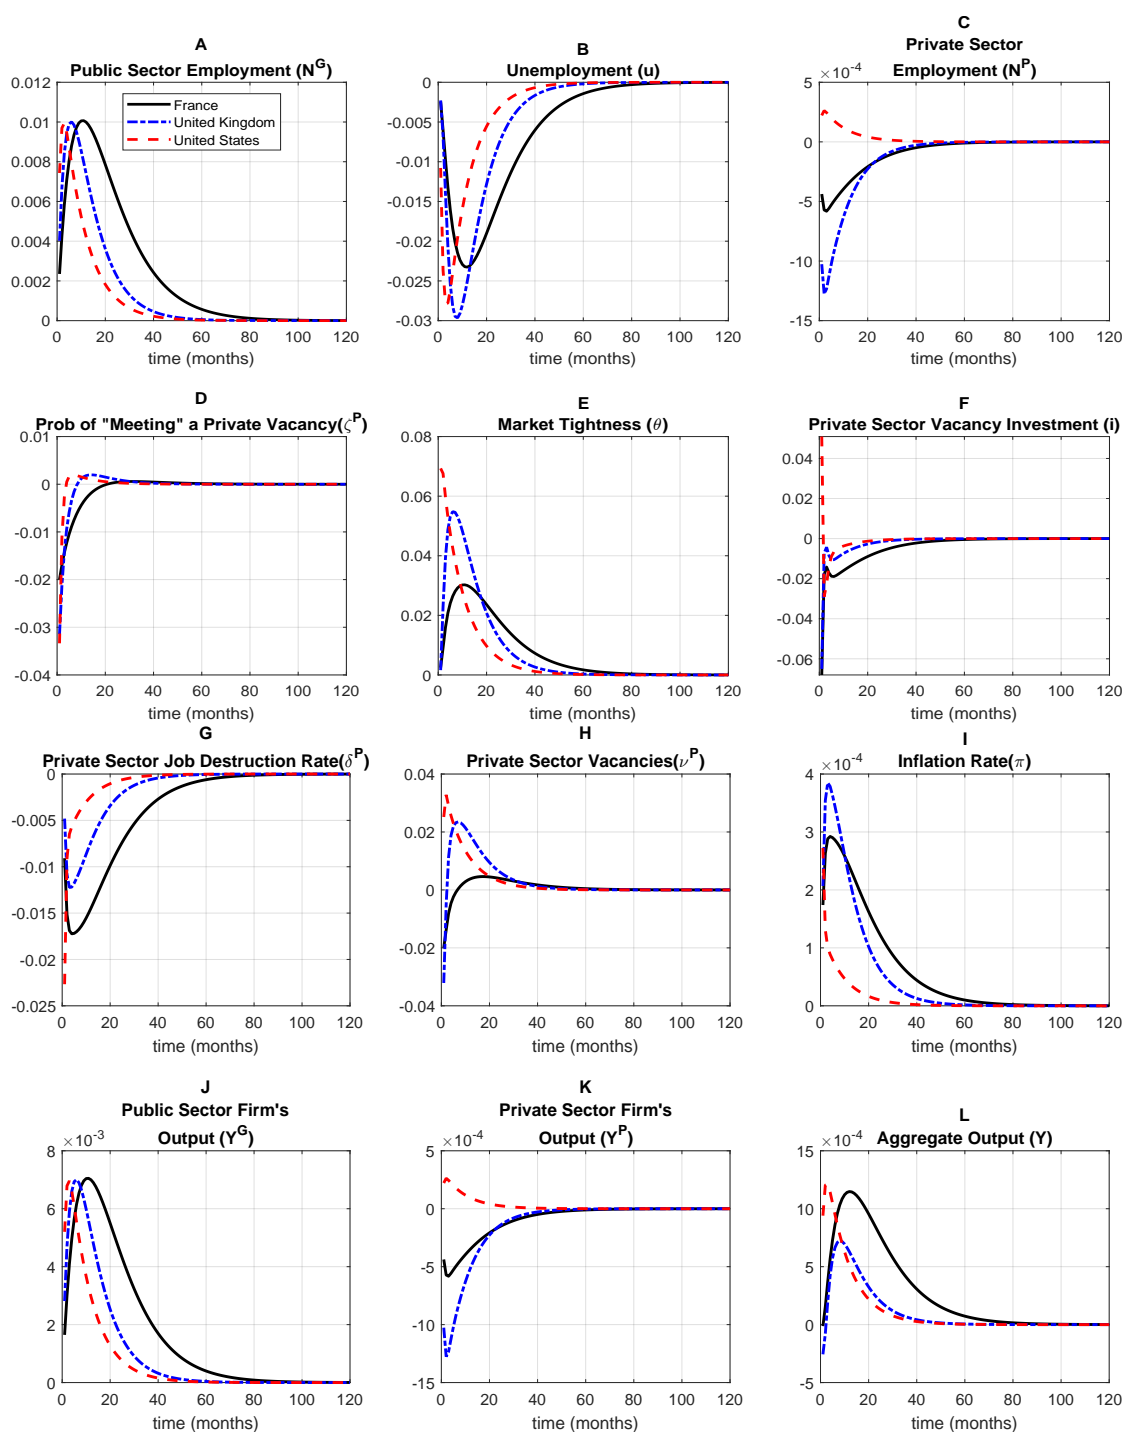 A
Public Sector Employment (N^G)
0.012
0.01
0.008
0.006
0.004
0.002
0
0 20 40 60 80 100 120
time (months)
France
United Kingdom
United States
B
Unemployment (u)
0
-0.005
-0.01
-0.015
-0.02
-0.025
-0.03
0 20 40 60 80 100 120
time (months)
C
Private Sector
Employment (N^P)
×10^-4
5
0
-5
-10
-15
0 20 40 60 80 100 120
time (months)
D
Prob of "Meeting" a Private Vacancy(ζ^P)
0.01
0
-0.01
-0.02
-0.03
-0.04
0 20 40 60 80 100 120
time (months)
E
Market Tightness (θ)
0.08
0.06
0.04
0.02
0
0 20 40 60 80 100 120
time (months)
F
Private Sector Vacancy Investment (i)
0.04
0.02
0
-0.02
-0.04
-0.06
0 20 40 60 80 100 120
time (months)
G
Private Sector Job Destruction Rate(δ^P)
0
-0.005
-0.01
-0.015
-0.02
-0.025
0 20 40 60 80 100 120
time (months)
H
Private Sector Vacancies(ν^P)
0.04
0.02
0
-0.02
-0.04
0 20 40 60 80 100 120
time (months)
I
Inflation Rate(π)
×10^-4
4
3
2
1
0
0 20 40 60 80 100 120
time (months)
J
Public Sector Firm's
Output (Y^G)
×10^-3
8
6
4
2
0
0 20 40 60 80 100 120
time (months)
K
Private Sector Firm's
Output (Y^P)
×10^-4
5
0
-5
-10
-15
0 20 40 60 80 100 120
time (months)
L
Aggregate Output (Y)
×10^-4
15
10
5
0
-5
0 20 40 60 80 100 120
time (months)